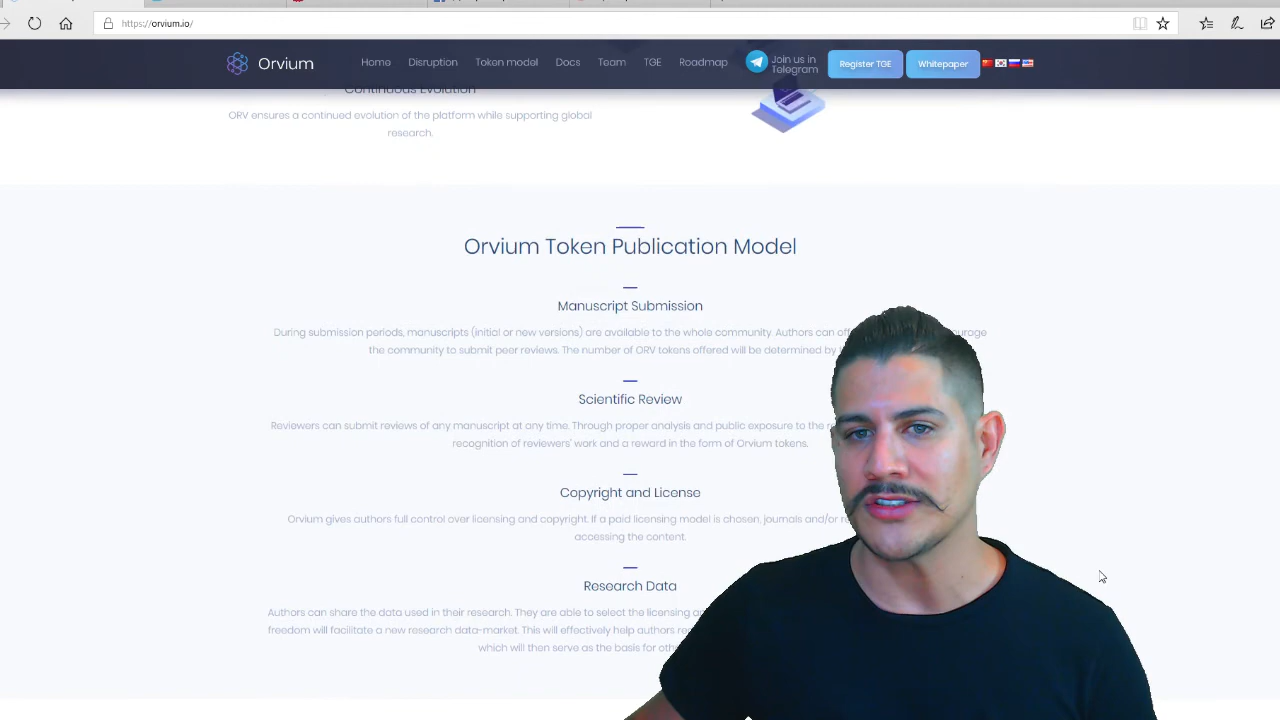 https://orvium.io/
Orvium
Home Disruption Token model Docs Team TGE Roadmap Join us in Telegram Register TGE Whitepaper
Continuous Evolution
ORV ensures a continued evolution of the platform while supporting global
research.
Orvium Token Publication Model
Manuscript Submission
During submission periods, manuscripts (initial or new versions) are available to the whole community. Authors can
the community to submit peer reviews. The number of ORV tokens offered will be determined by
Scientific Review
Reviewers can submit reviews of any manuscript at any time. Through proper analysis and public exposure to the
recognition of reviewers' work and a reward in the form of Orvium tokens.
Copyright and License
Orvium gives authors full control over licensing and copyright. If a paid licensing model is chosen, journals and/or
accessing the content.
Research Data
Authors can share the data used in their research. They are able to select the licensing
freedom will facilitate a new research data-market. This will effectively help authors
which will then serve as the basis for